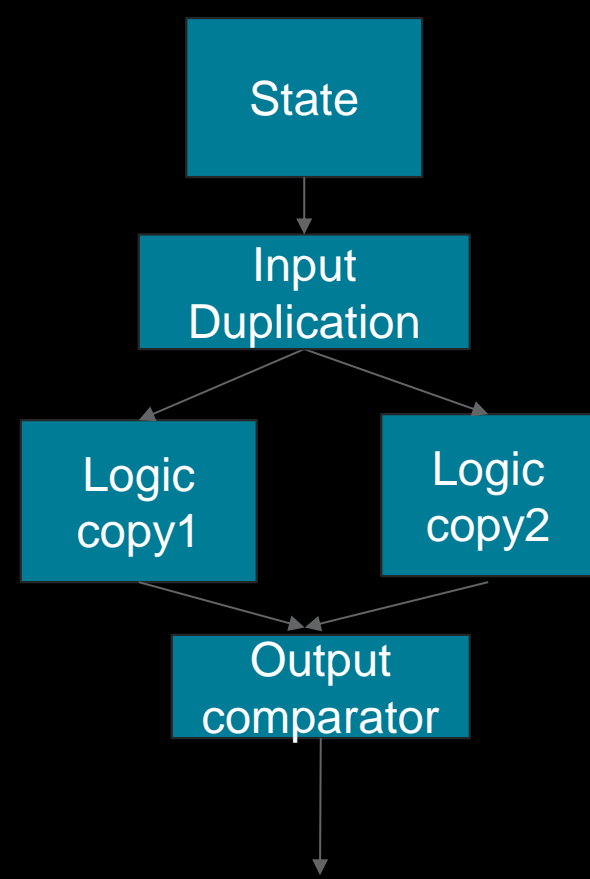 State
Input
Duplication
Logic
copy1
Logic
copy2
Output
comparator